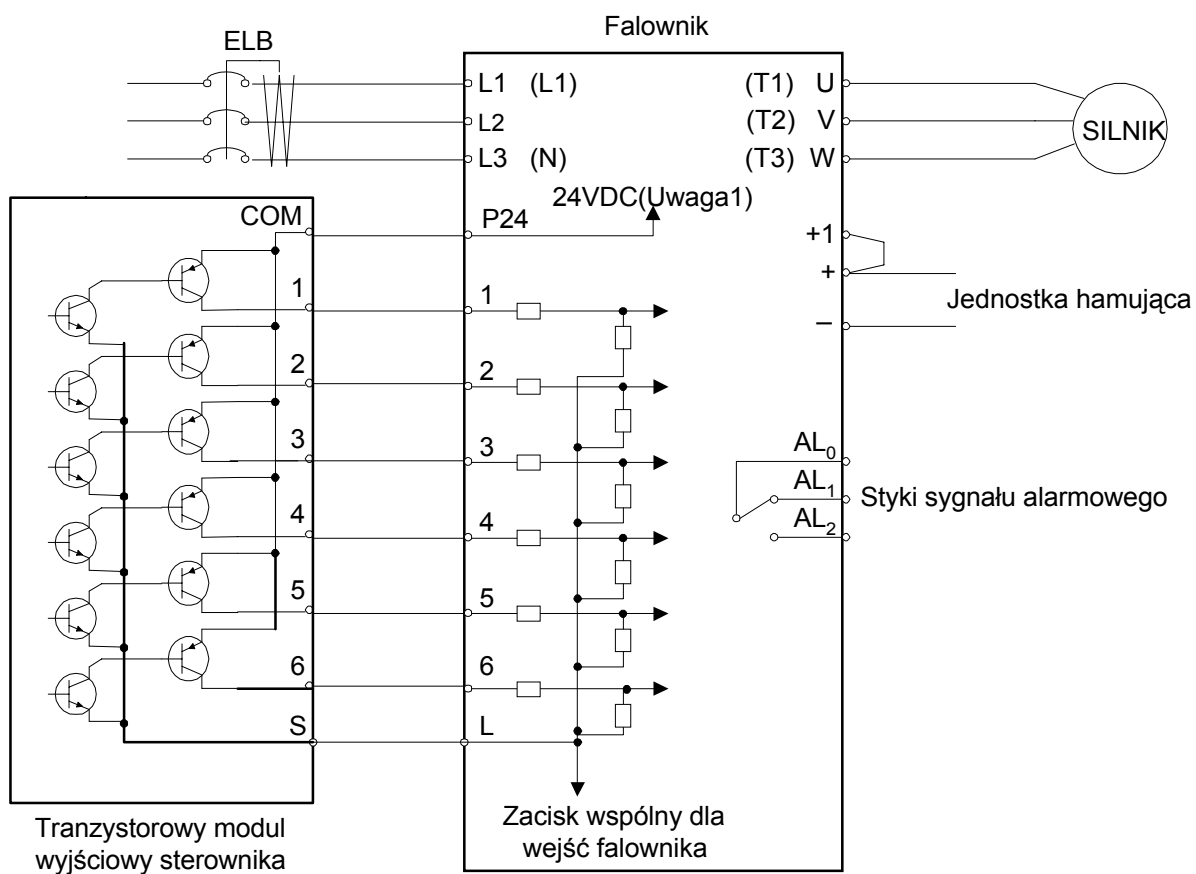 Falownik
ELB
L1 (L1)
L2
L3 (N)
(T1) U
(T2) V
(T3) W
SILNIK
24VDC(Uwaga1)
COM
P24
+1
+
–
Jednostka hamująca
1
1
2
2
3
3
4
4
5
5
6
6
S
L
AL0
AL1
AL2
Styki sygnału alarmowego
Zacisk wspólny dla
wejść falownika
Tranzystorowy modul
wyjściowy sterownika